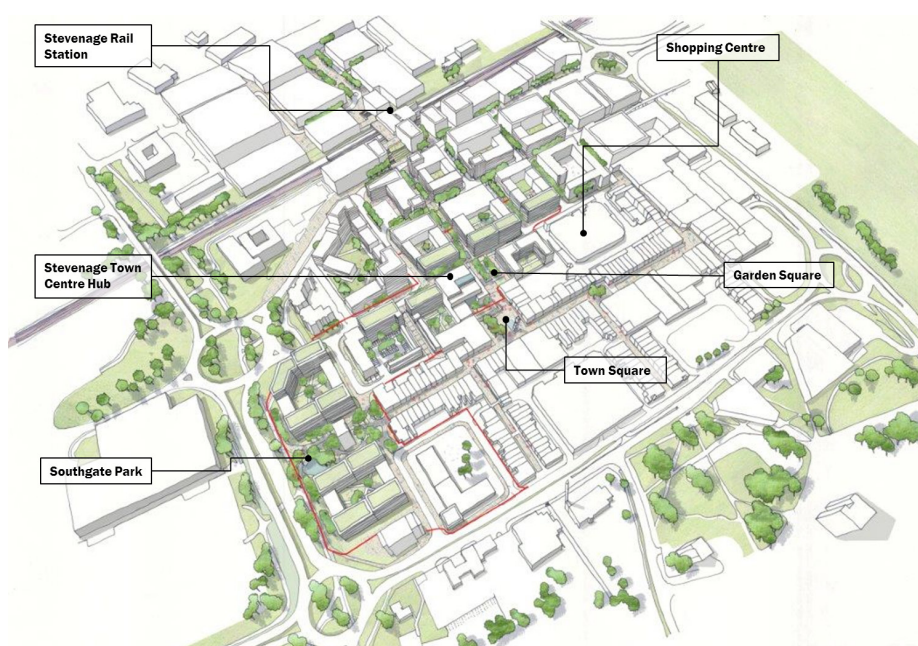 Stevenage Rail
Station
Shopping Centre
Stevenage Town
Centre Hub
Garden Square
Town Square
Southgate Park